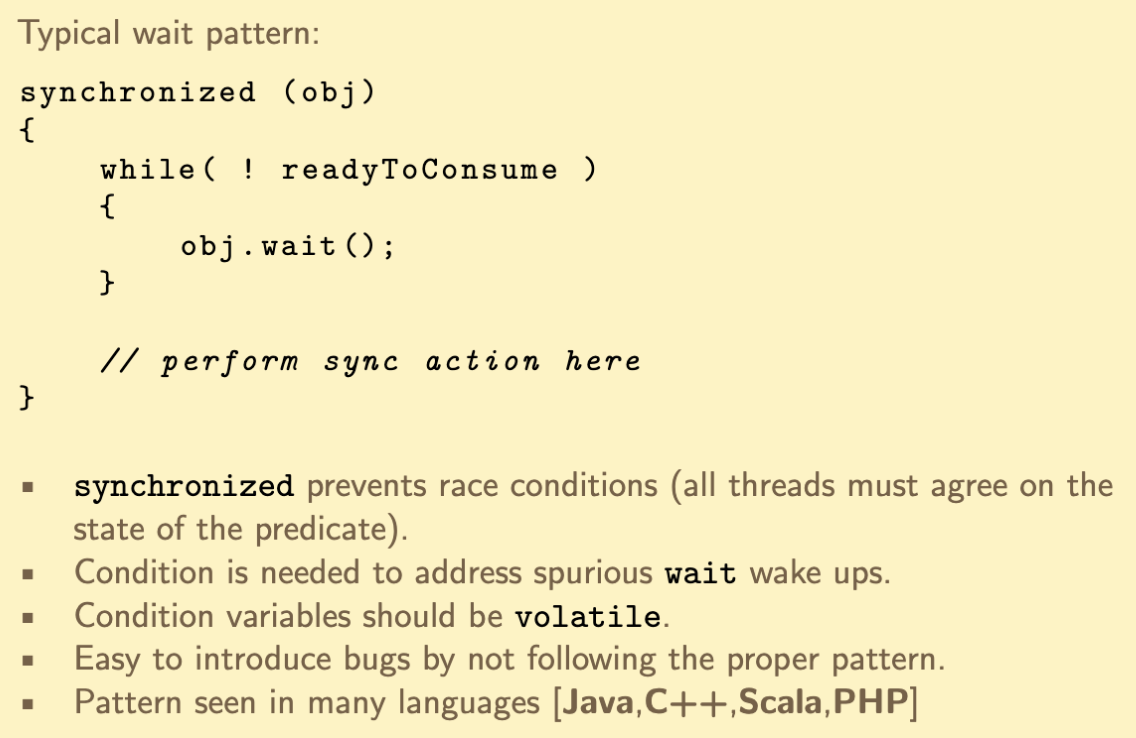 Typical wait pattern:
synchronized (obj)
{
    while( ! readyToConsume )
    {
        obj.wait();
    }
    // perform sync action here
}
▪ synchronized prevents race conditions (all threads must agree on the
state of the predicate).
▪ Condition is needed to address spurious wait wake ups.
▪ Condition variables should be volatile.
▪ Easy to introduce bugs by not following the proper pattern.
▪ Pattern seen in many languages [Java,C++,Scala,PHP]